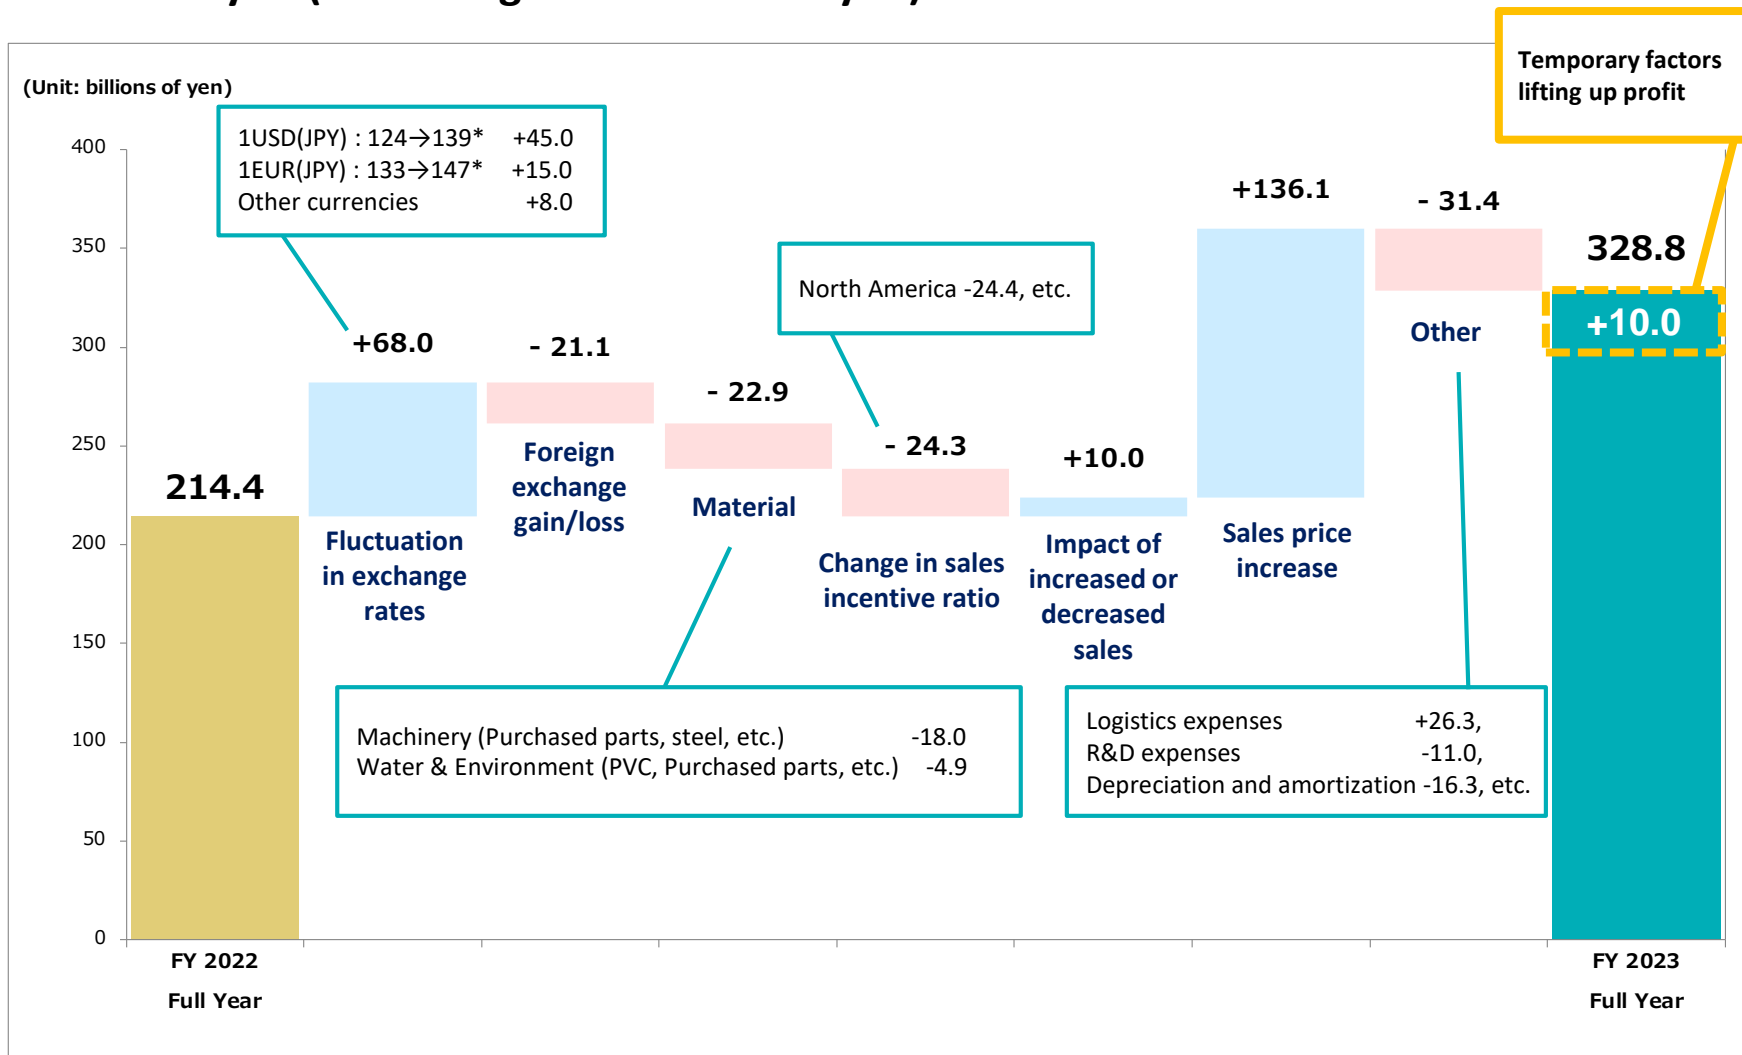 (Unit: billions of yen)
Temporary factors
lifting up profit
1USD(JPY) : 124→139* +45.0
1EUR(JPY) : 133→147* +15.0
Other currencies +8.0
North America -24.4, etc.
400
350
300
250
200
150
100
50
0
214.4
+68.0
Fluctuation
in exchange
rates
- 21.1
Foreign
exchange
gain/loss
- 22.9
Material
- 24.3
Change in sales
incentive ratio
+10.0
Impact of
increased or
decreased
sales
+136.1
Sales price
increase
- 31.4
Other
328.8
+10.0
Machinery (Purchased parts, steel, etc.) -18.0
Water & Environment (PVC, Purchased parts, etc.) -4.9
Logistics expenses +26.3,
R&D expenses -11.0,
Depreciation and amortization -16.3, etc.
FY 2022
Full Year
FY 2023
Full Year